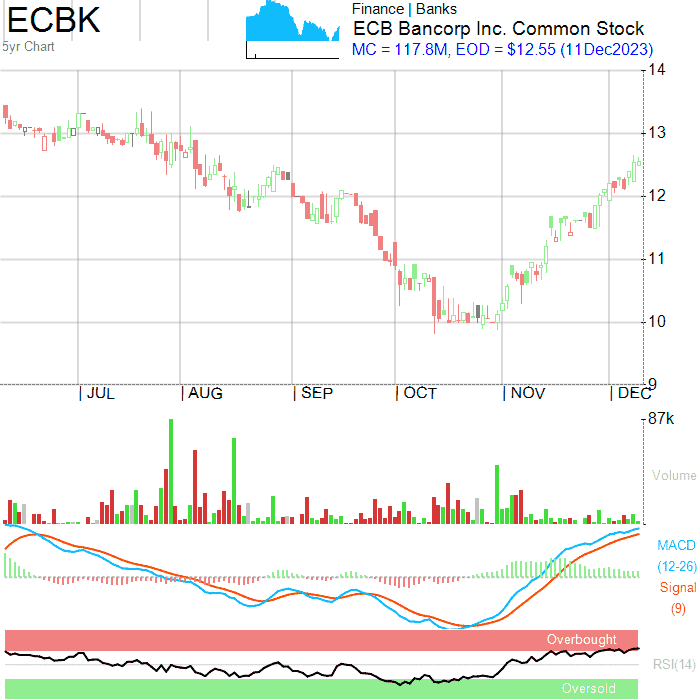 ECBK
5yr Chart
Finance | Banks
ECB Bancorp Inc. Common Stock
MC = 117.8M, EOD = $12.55 (11Dec2023)
14
13
12
11
10
9
| JUL | AUG | SEP | OCT | NOV | DEC
87k
Volume
MACD
(12-26)
Signal
(9)
Overbought
RSI(14)
Oversold